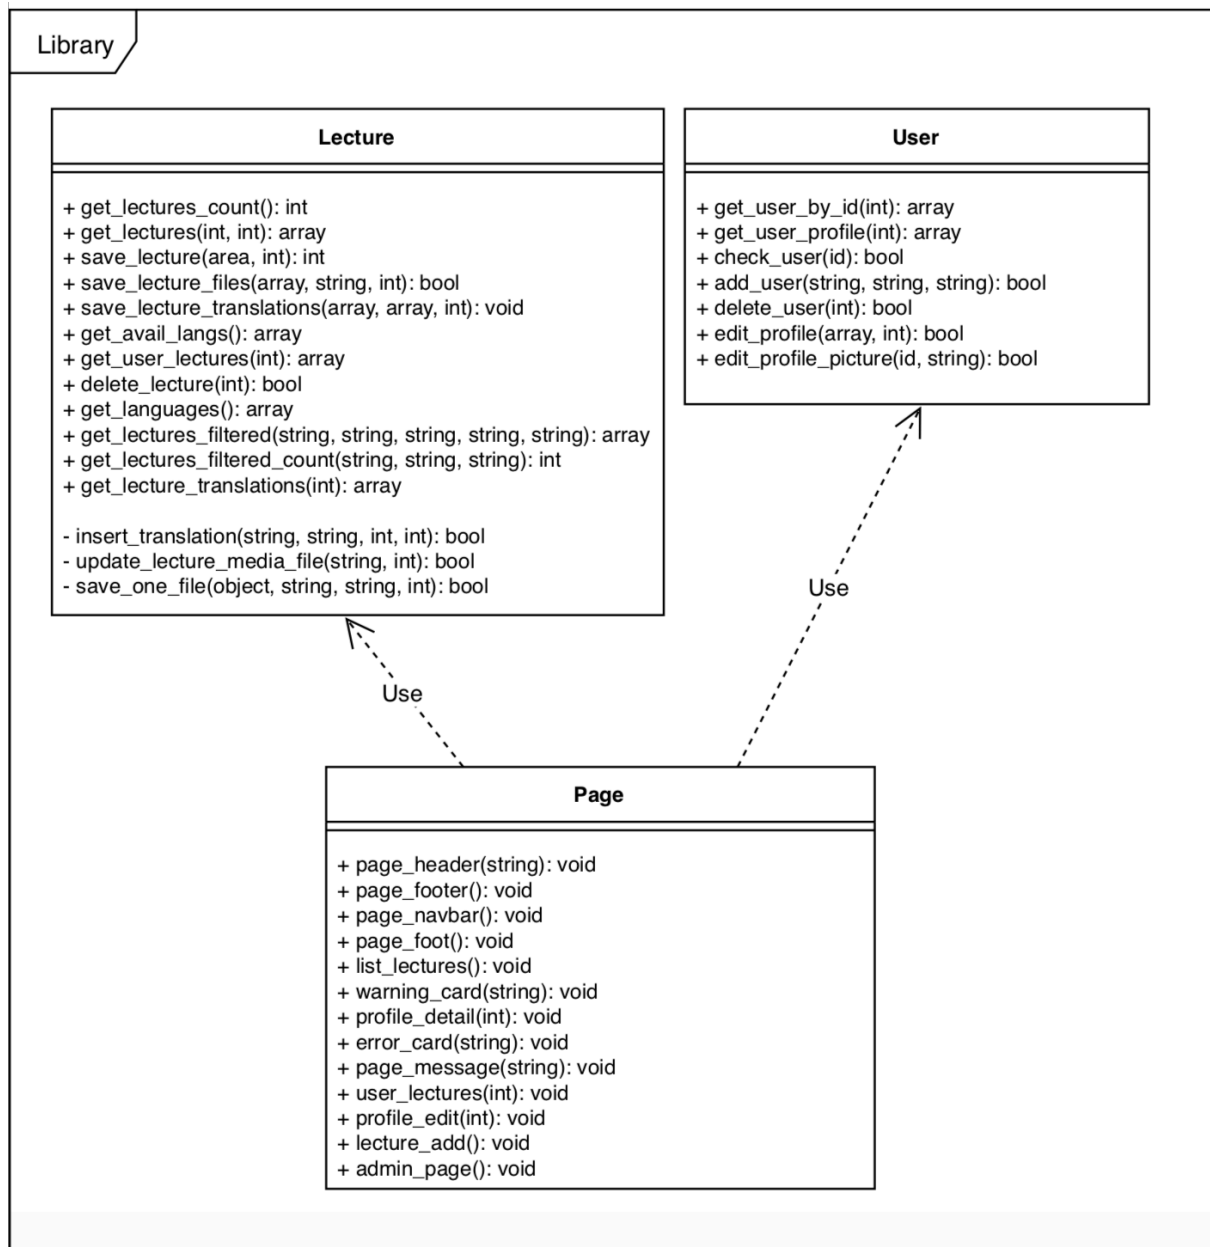 Library
Lecture
+ get_lectures_count(): int
+ get_lectures(int, int): array
+ save_lecture(area, int): int
+ save_lecture_files(array, string, int): bool
+ save_lecture_translations(array, array, int): void
+ get_avail_langs(): array
+ get_user_lectures(int): array
+ delete_lecture(int): bool
+ get_languages(): array
+ get_lectures_filtered(string, string, string, string, string): array
+ get_lectures_filtered_count(string, string, string): int
+ get_lecture_translations(int): array
- insert_translation(string, string, int, int): bool
- update_lecture_media_file(string, int): bool
- save_one_file(object, string, string, int): bool
User
+ get_user_by_id(int): array
+ get_user_profile(int): array
+ check_user(id): bool
+ add_user(string, string, string): bool
+ delete_user(int): bool
+ edit_profile(array, int): bool
+ edit_profile_picture(id, string): bool
Use
Use
Page
+ page_header(string): void
+ page_footer(): void
+ page_navbar(): void
+ page_foot(): void
+ list_lectures(): void
+ warning_card(string): void
+ profile_detail(int): void
+ error_card(string): void
+ page_message(string): void
+ user_lectures(int): void
+ profile_edit(int): void
+ lecture_add(): void
+ admin_page(): void